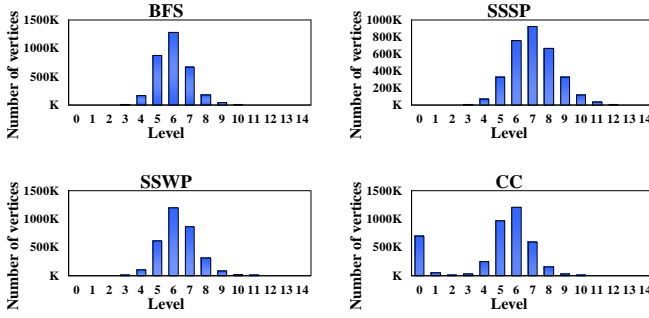 BFS
Number of vertices
1500K
1000K
500K
K
0 1 2 3 4 5 6 7 8 9 10 11 12 13 14
Level
SSSP
Number of vertices
1000K
800K
600K
400K
200K
K
0 1 2 3 4 5 6 7 8 9 10 11 12 13 14
Level
SSWP
Number of vertices
1500K
1000K
500K
K
0 1 2 3 4 5 6 7 8 9 10 11 12 13 14
Level
CC
Number of vertices
1500K
1000K
500K
K
0 1 2 3 4 5 6 7 8 9 10 11 12 13 14
Level